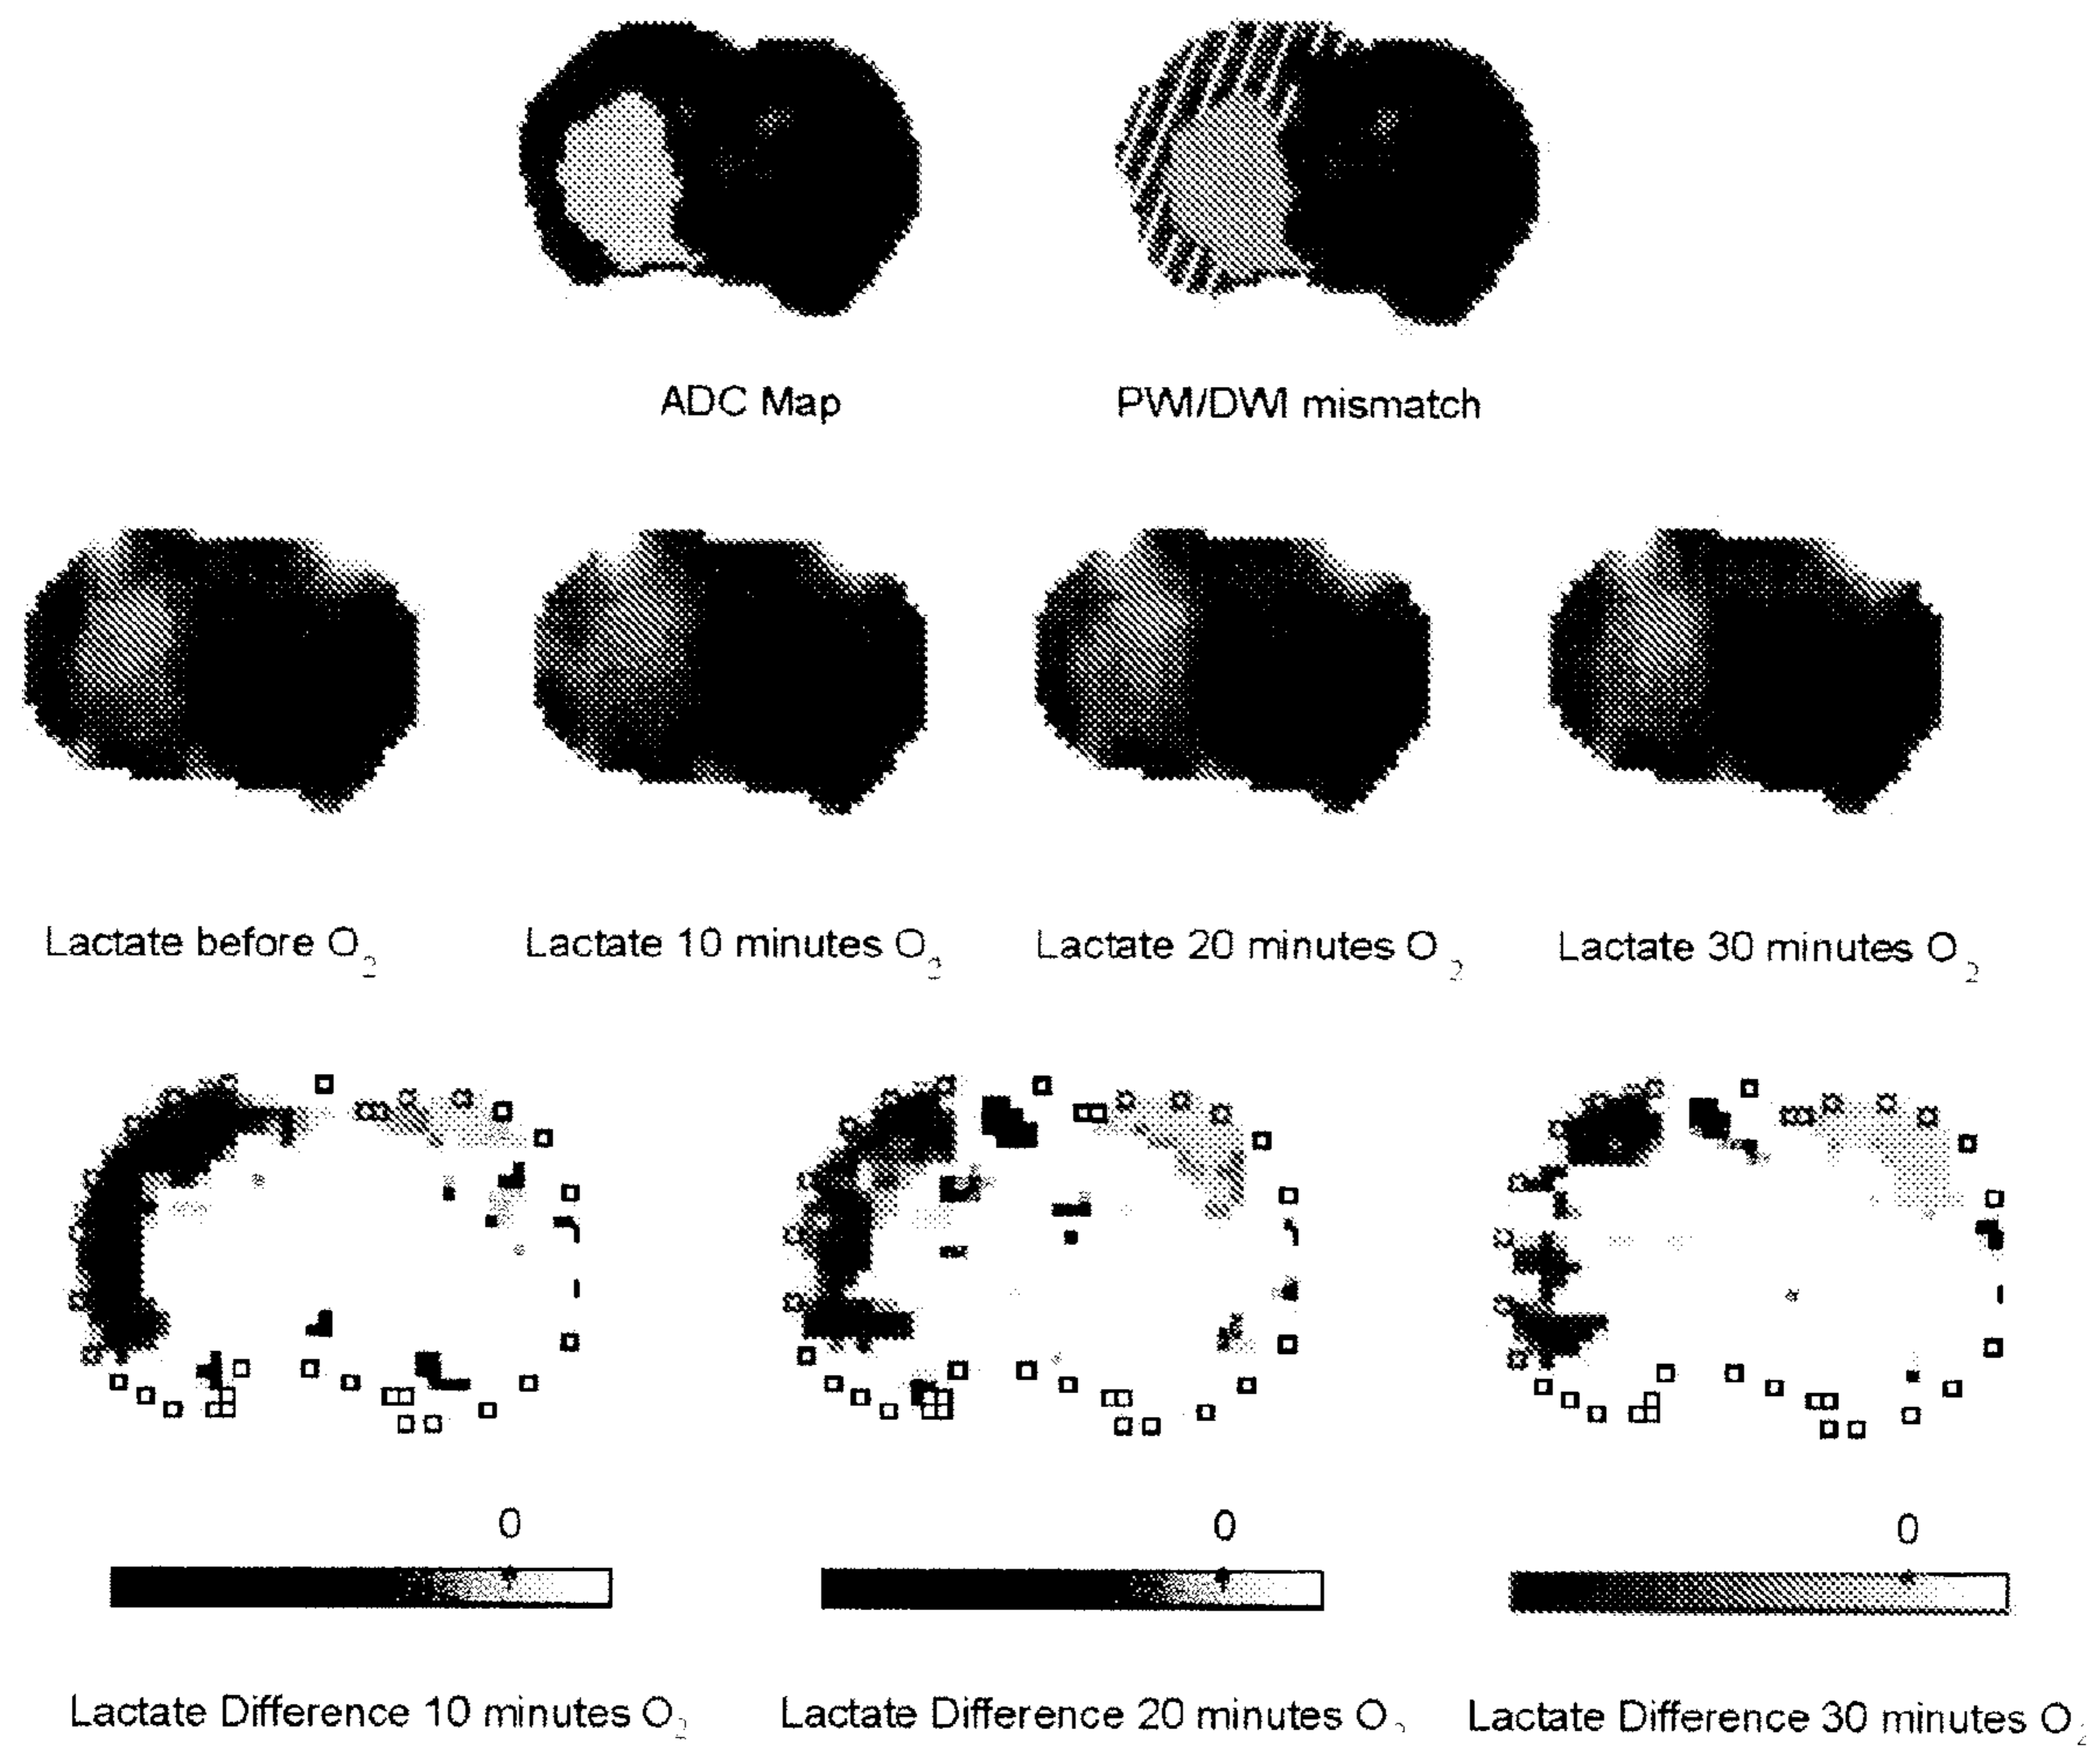 ADC Map
PWI/DWI mismatch
Lactate before O2
Lactate 10 minutes O2
Lactate 20 minutes O2
Lactate 30 minutes O2
0
0
0
Lactate Difference 10 minutes O2
Lactate Difference 20 minutes O2
Lactate Difference 30 minutes O2